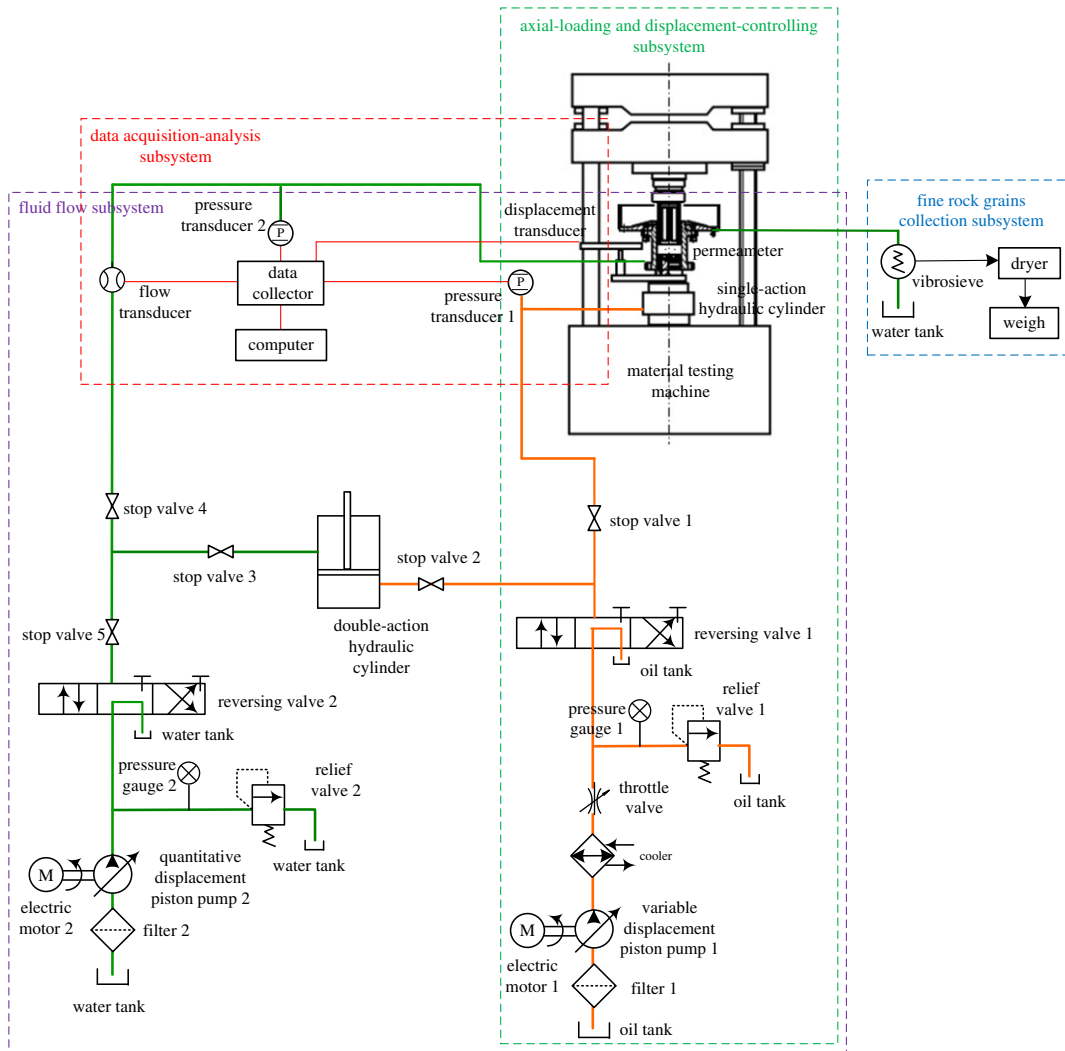 axial-loading and displacement-controlling
subsystem
data acquisition-analysis
subsystem
fluid flow subsystem
pressure
transducer 2
P
displacement
transducer
permeameter
fine rock grains
collection subsystem
data
collector
flow
transducer
computer
P
pressure
transducer 1
single-action
hydraulic cylinder
vibrosieve
dryer
water tank
weigh
material testing
machine
stop valve 4
stop valve 3
stop valve 2
stop valve 1
stop valve 5
double-action
hydraulic
cylinder
reversing valve 1
oil tank
reversing valve 2
water tank
pressure
gauge 1
relief
valve 1
oil tank
pressure
gauge 2
relief
valve 2
water tank
throttle
valve
cooler
M
quantitative
displacement
piston pump 2
electric
motor 2
filter 2
water tank
M
variable
displacement
piston pump 1
electric
motor 1
filter 1
oil tank